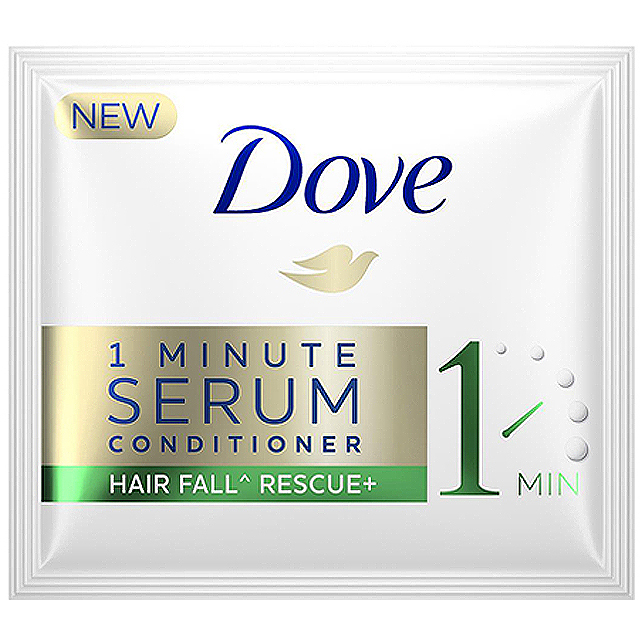 NEW
Dove
1 MINUTE
SERUM
CONDITIONER
HAIR FALL^ RESCUE+
1
MIN